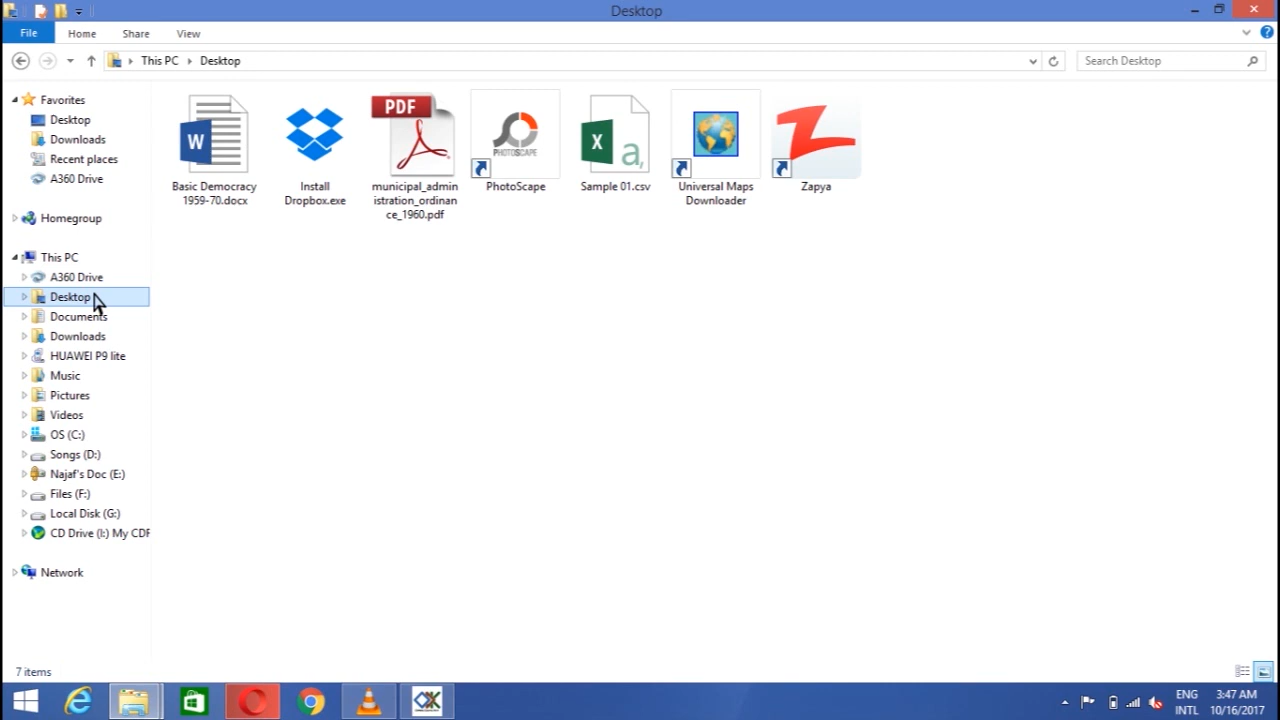 Desktop
File Home Share View
This PC Desktop Search Desktop
Favorites
Desktop
Downloads
Recent places
A360 Drive
Homegroup
This PC
A360 Drive
Desktop
Documents
Downloads
HUAWEI P9 lite
Music
Pictures
Videos
OS (C:)
Songs (D:)
Najaf's Doc (E:)
Files (F:)
Local Disk (G:)
CD Drive (I:) My CDF
Network
W
PDF
PHOTOSCAPE
X a,
Basic Democracy
1959-70.docx
Install
Dropbox.exe
municipal_admin
istration_ordinan
ce_1960.pdf
PhotoScape
Sample 01.csv
Universal Maps
Downloader
Zapya
7 items
ENG
INTL
3:47 AM
10/16/2017